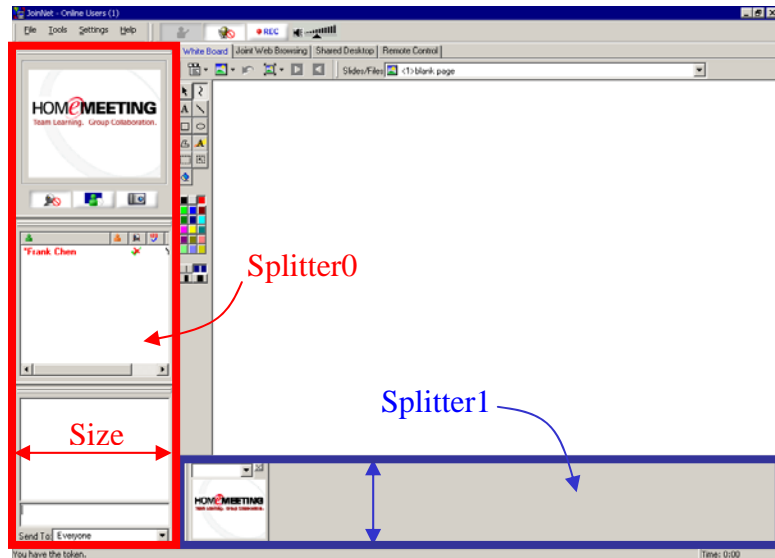 JoinNet - Online Users (1)
File Tools Settings Help
REC
White Board Joint Web Browsing Shared Desktop Remote Control
Slides/Files <1>blank page
HOMEMEETING
Team Learning. Group Collaboration.
A
A
*Frank Chen
Splitter0
Splitter1
Size
HOMEMEETING
Send To: Everyone
You have the token.
Time: 0:00